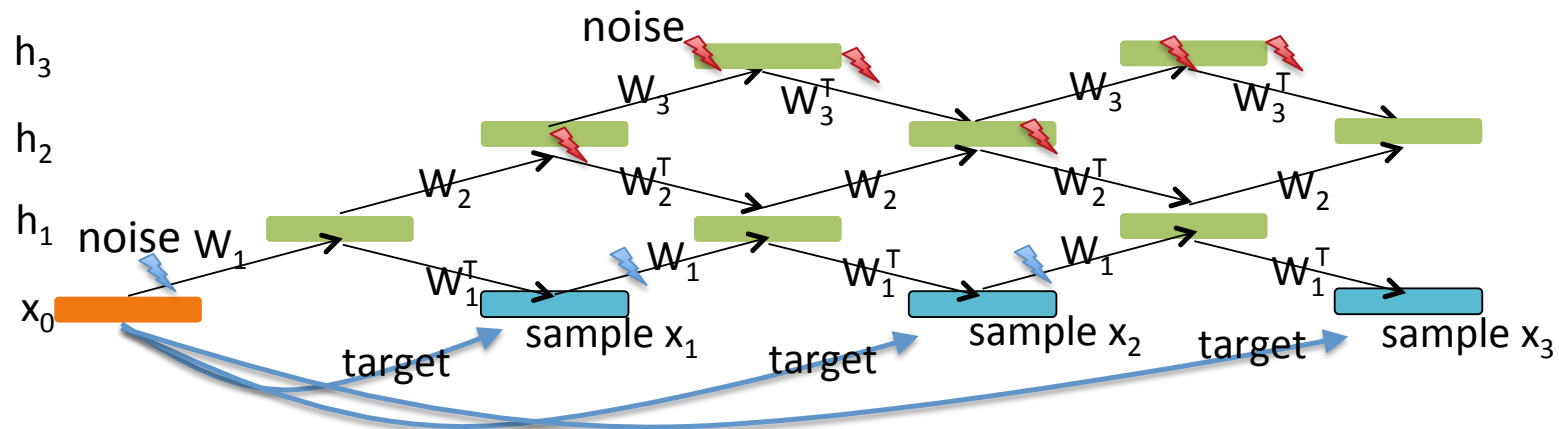 noise
h₃
W₃
W₃ᵀ
W₃
W₃ᵀ
h₂
W₂
W₂ᵀ
W₂
W₂ᵀ
W₂
h₁
noise
W₁
W₁ᵀ
W₁
W₁ᵀ
W₁
W₁ᵀ
x₀
sample x₁
sample x₂
sample x₃
target
target
target